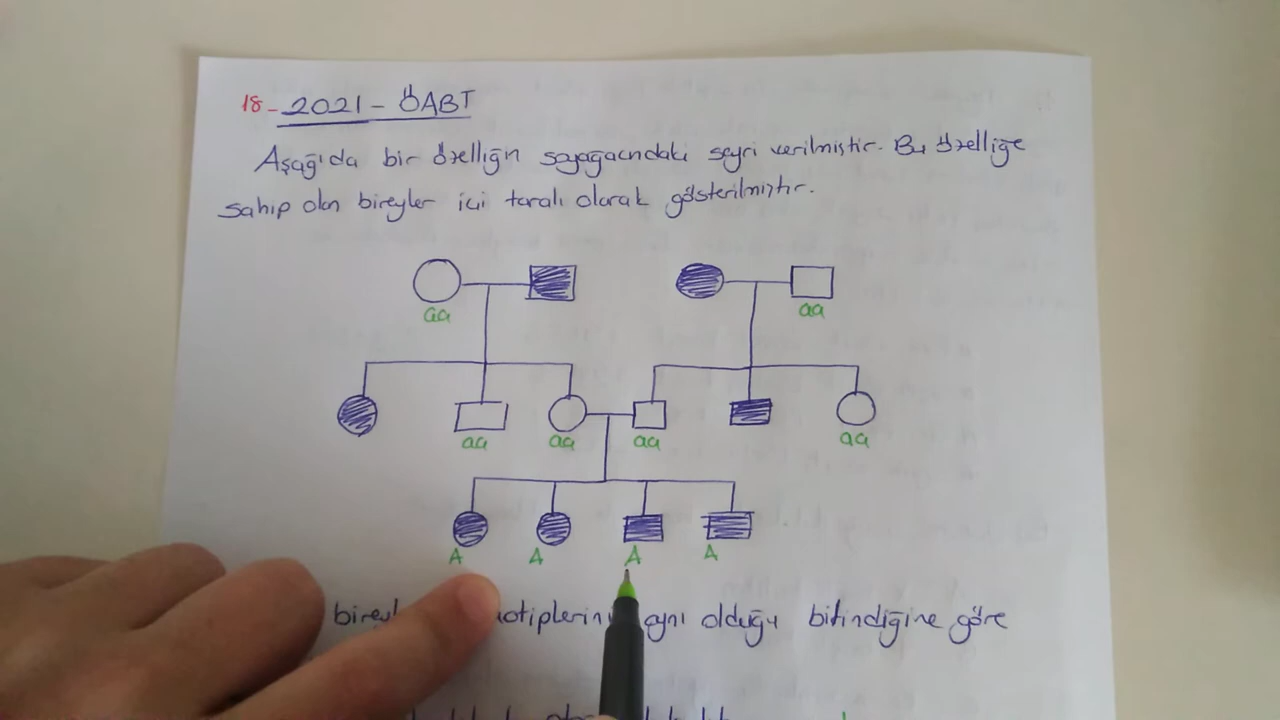 18- 2021 - ÖABT
Aşağıda bir özelliğin soyağacındaki seyri verilmiştir. Bu özelliğe
sahip olan bireyler içi taralı olarak gösterilmiştir.
aa aa
aa aa aa aa
A A A A
aynı olduğu bilindiğine göre